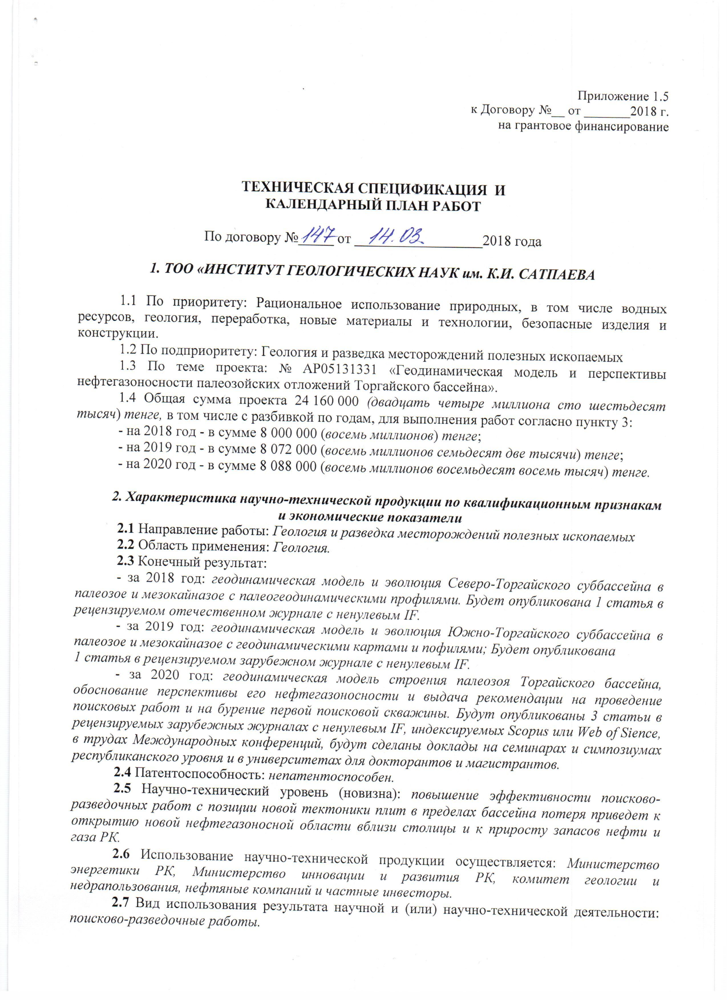 Приложение 1.5
к Договору №__ от _______2018 г.
на грантовое финансирование
ТЕХНИЧЕСКАЯ СПЕЦИФИКАЦИЯ И
КАЛЕНДАРНЫЙ ПЛАН РАБОТ
По договору № 147 от 14.03. 2018 года
1. ТОО «ИНСТИТУТ ГЕОЛОГИЧЕСКИХ НАУК им. К.И. САТПАЕВА
1.1 По приоритету: Рациональное использование природных, в том числе водных
ресурсов, геология, переработка, новые материалы и технологии, безопасные изделия и
конструкции.
1.2 По подприоритету: Геология и разведка месторождений полезных ископаемых
1.3 По теме проекта: № АР05131331 «Геодинамическая модель и перспективы
нефтегазоносности палеозойских отложений Торгайского бассейна».
1.4 Общая сумма проекта 24 160 000 (двадцать четыре миллиона сто шестьдесят
тысяч) тенге, в том числе с разбивкой по годам, для выполнения работ согласно пункту 3:
- на 2018 год - в сумме 8 000 000 (восемь миллионов) тенге;
- на 2019 год - в сумме 8 072 000 (восемь миллионов семьдесят две тысячи) тенге;
- на 2020 год - в сумме 8 088 000 (восемь миллионов восемьдесят восемь тысяч) тенге.
2. Характеристика научно-технической продукции по квалификационным признакам
и экономические показатели
2.1 Направление работы: Геология и разведка месторождений полезных ископаемых
2.2 Область применения: Геология.
2.3 Конечный результат:
- за 2018 год: геодинамическая модель и эволюция Северо-Торгайского суббассейна в
палеозое и мезокайназое с палеогеодинамическими профилями. Будет опубликована 1 статья в
рецензируемом отечественном журнале с ненулевым IF.
- за 2019 год: геодинамическая модель и эволюция Южно-Торгайского суббассейна в
палеозое и мезокайназое с геодинамическими картами и пофилями; Будет опубликована
1 статья в рецензируемом зарубежном журнале с ненулевым IF.
- за 2020 год: геодинамическая модель строения палеозоя Торгайского бассейна,
обоснование перспективы его нефтегазоносности и выдача рекомендации на проведение
поисковых работ и на бурение первой поисковой скважины. Будут опубликованы 3 статьи в
рецензируемых зарубежных журналах с ненулевым IF, индексируемых Scopus или Web of Sience,
в трудах Международных конференций, будут сделаны доклады на семинарах и симпозиумах
республиканского уровня и в университетах для докторантов и магистрантов.
2.4 Патентоспособность: непатентоспособен.
2.5 Научно-технический уровень (новизна): повышение эффективности поисково-
разведочных работ с позиции новой тектоники плит в пределах бассейна потеря приведет к
открытию новой нефтегазоносной области вблизи столицы и к приросту запасов нефти и
газа РК.
2.6 Использование научно-технической продукции осуществляется: Министерство
энергетики РК, Министерство инновации и развития РК, комитет геологии и
недрапользования, нефтяные компаний и частные инвесторы.
2.7 Вид использования результата научной и (или) научно-технической деятельности:
поисково-разведочные работы.